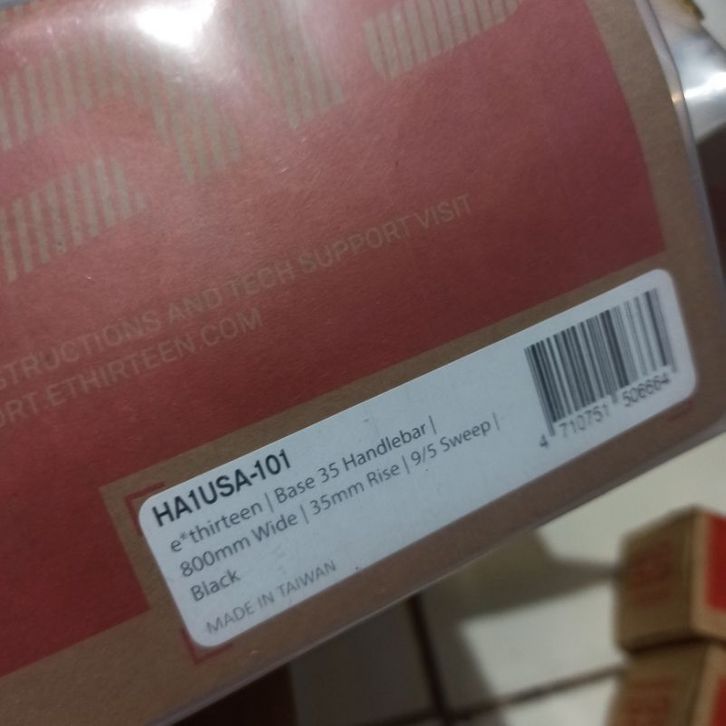 STRUCTIONS AND TECH SUPPORT VISIT
ORT.ETHIRTEEN.COM
HA1USA-101
e*thirteen | Base 35 Handlebar |
800mm Wide | 35mm Rise | 9/5 Sweep |
Black
MADE IN TAIWAN
4 710751 506664